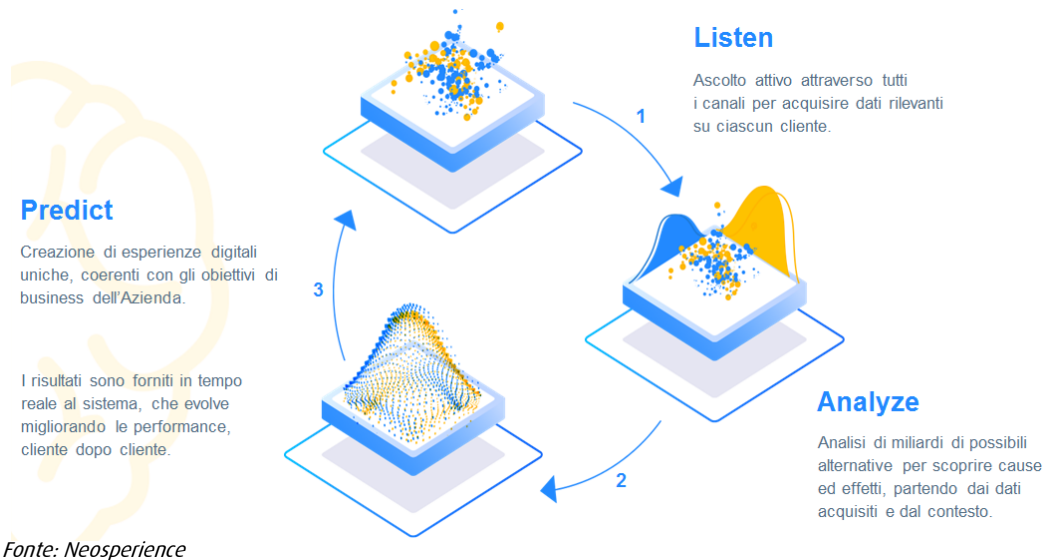 Listen
Ascolto attivo attraverso tutti
i canali per acquisire dati rilevanti
su ciascun cliente.
1
Predict
Creazione di esperienze digitali
uniche, coerenti con gli obiettivi di
business dell'Azienda.
3
I risultati sono forniti in tempo
reale al sistema, che evolve
migliorando le performance,
cliente dopo cliente.
Analyze
Analisi di miliardi di possibili
alternative per scoprire cause
ed effetti, partendo dai dati
acquisiti e dal contesto.
2
Fonte: Neosperience